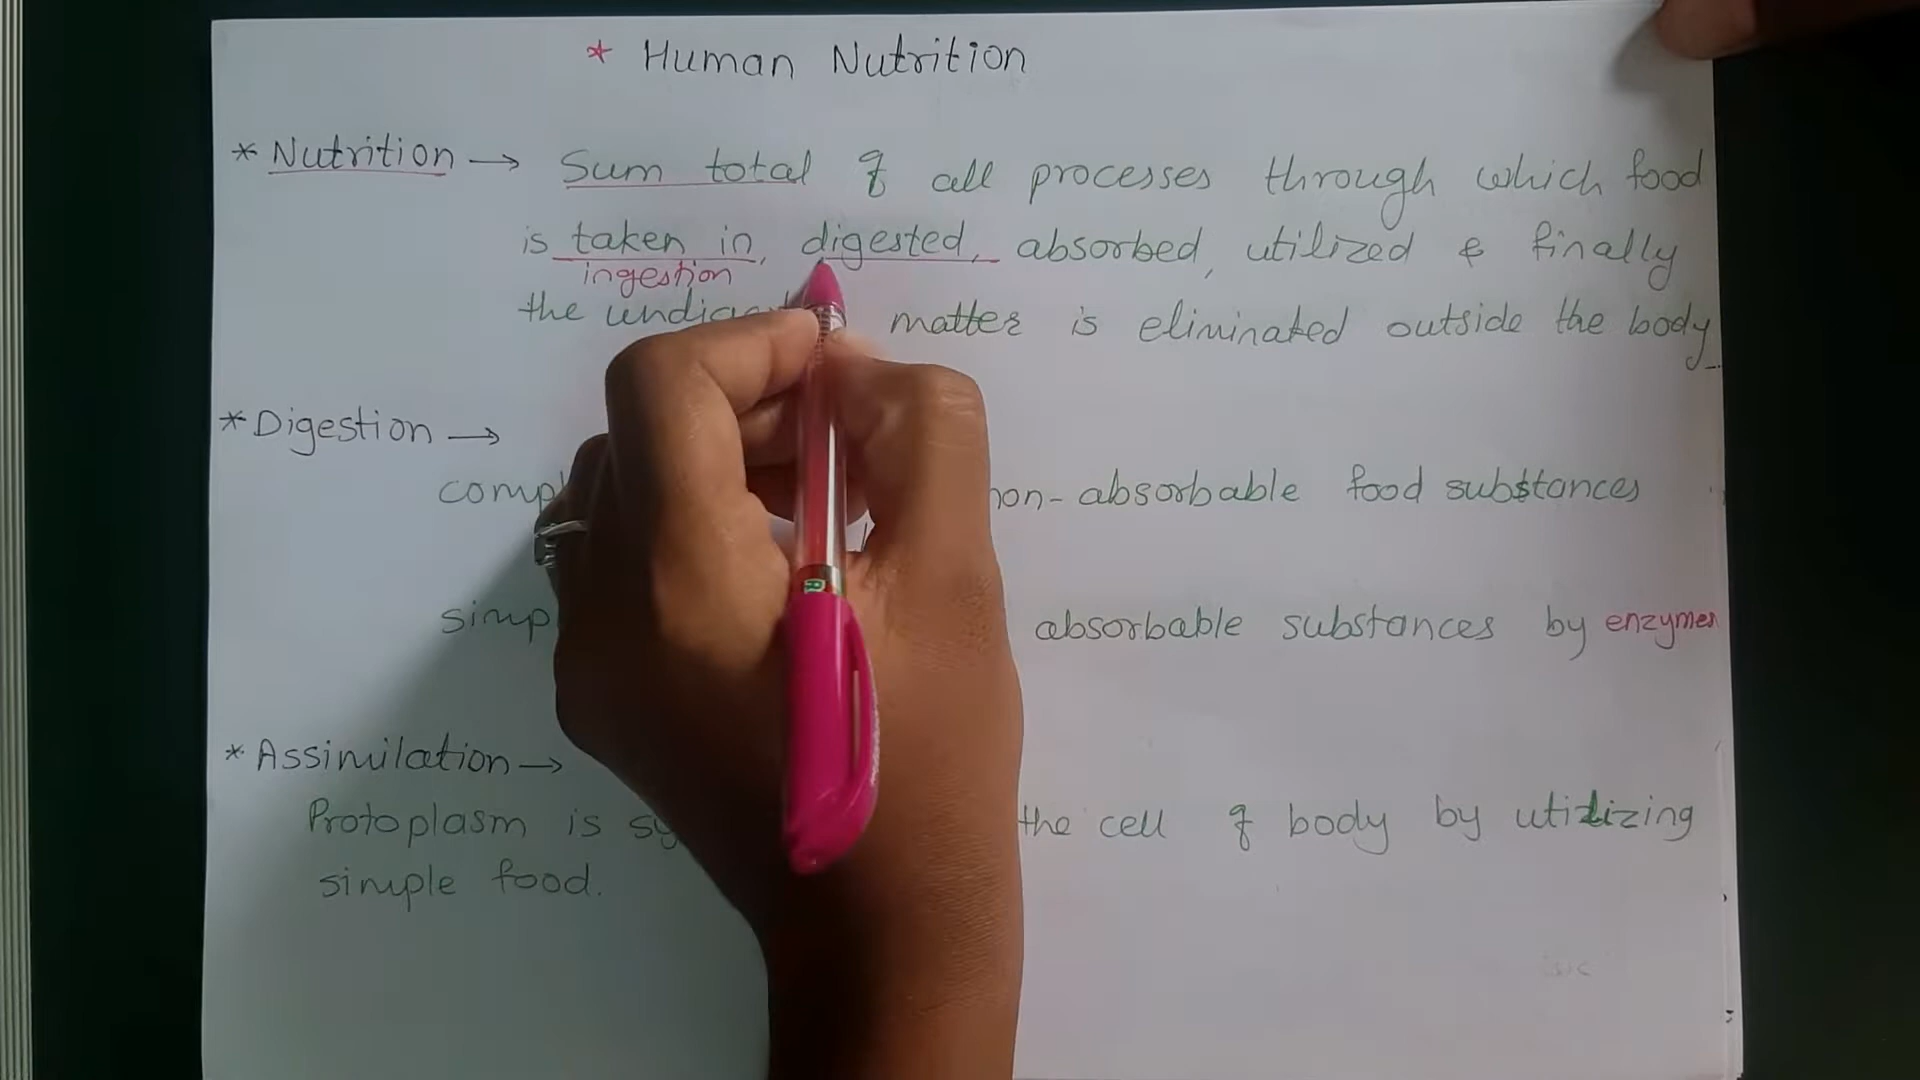 * Human Nutrition
* Nutrition → Sum total of all processes through which food
is taken in, digested, absorbed, utilized & finally
ingestion
the matter is eliminated outside the body
* Digestion →
non-absorbable food substances
absorbable substances by enzymes
* Assimilation →
Protoplasm is the cell of body by utilizing
simple food.